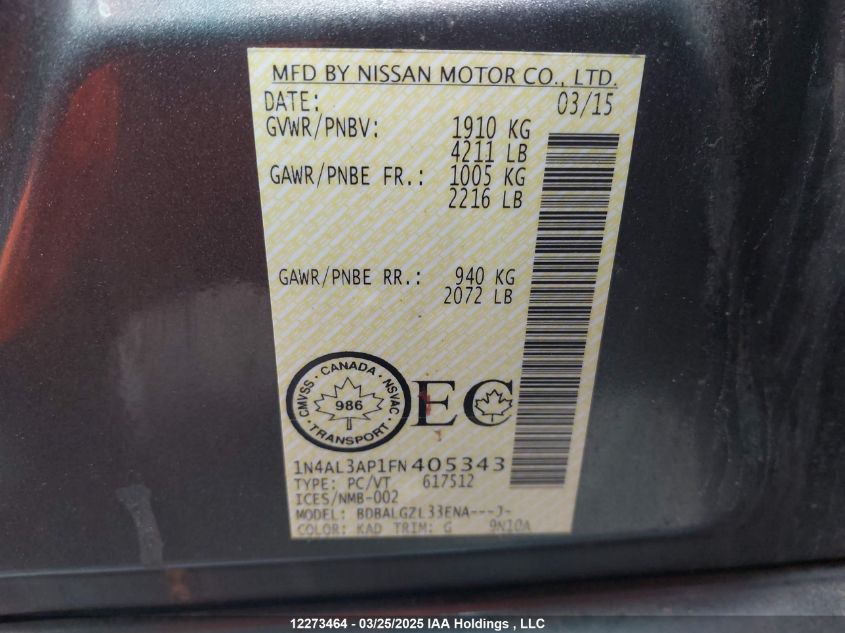 MFD BY NISSAN MOTOR CO., LTD.
DATE: 03/15
GVWR/PNBV: 1910 KG
4211 LB
GAWR/PNBE FR.: 1005 KG
2216 LB
GAWR/PNBE RR.: 940 KG
2072 LB
CMVSS · CANADA · NSVAC · TRANSPORT ·
986
EC
1N4AL3AP1FN405343
TYPE: PC/VT 617512
ICES/NMB-002
MODEL: BDBALGZL33ENA---J-
COLOR: KAD TRIM: G 9N10A
12273464 - 03/25/2025 IAA Holdings , LLC